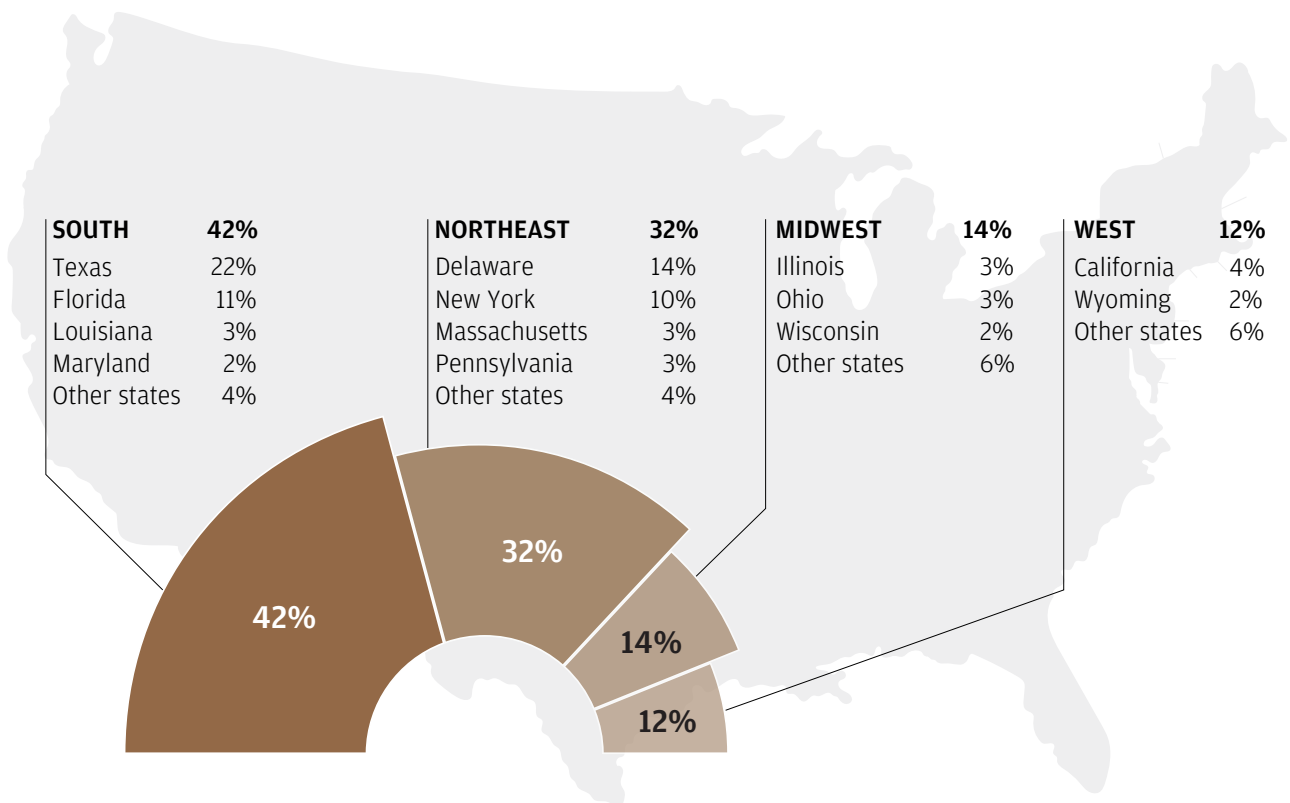 SOUTH 42%
Texas 22%
Florida 11%
Louisiana 3%
Maryland 2%
Other states 4%
NORTHEAST 32%
Delaware 14%
New York 10%
Massachusetts 3%
Pennsylvania 3%
Other states 4%
MIDWEST 14%
Illinois 3%
Ohio 3%
Wisconsin 2%
Other states 6%
WEST 12%
California 4%
Wyoming 2%
Other states 6%
42%
32%
14%
12%